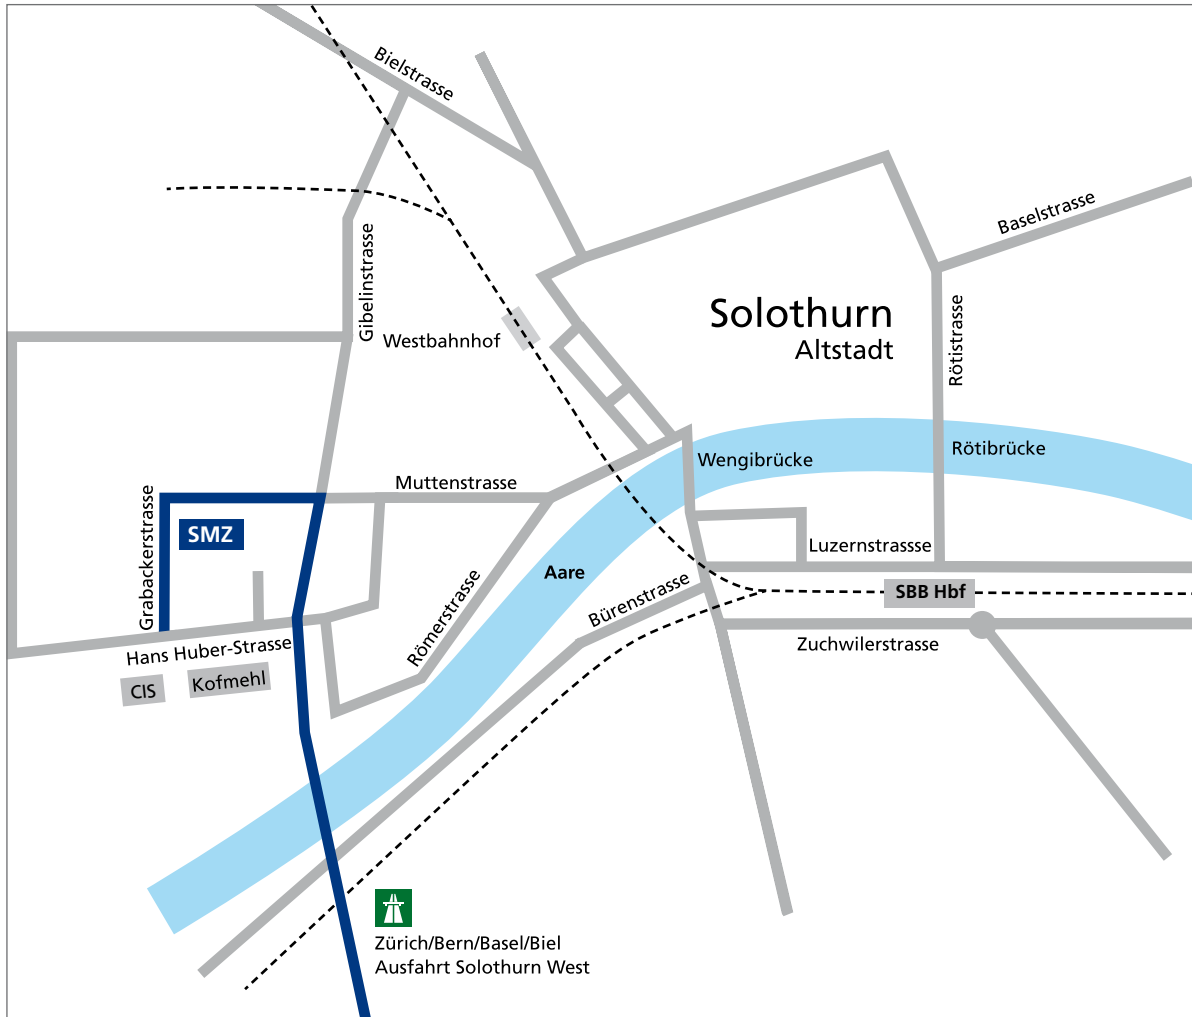 Bielstrasse
Baselstrasse
Gibelinstrasse
Solothurn
Altstadt
Westbahnhof
Rötistrasse
Wengibrücke
Rötibrücke
Muttenstrasse
Grabackerstrasse
SMZ
Luzernstrassse
Aare
Römerstrasse
Bürenstrasse
SBB Hbf
Hans Huber-Strasse
Zuchwilerstrasse
CIS
Kofmehl
Zürich/Bern/Basel/Biel
Ausfahrt Solothurn West